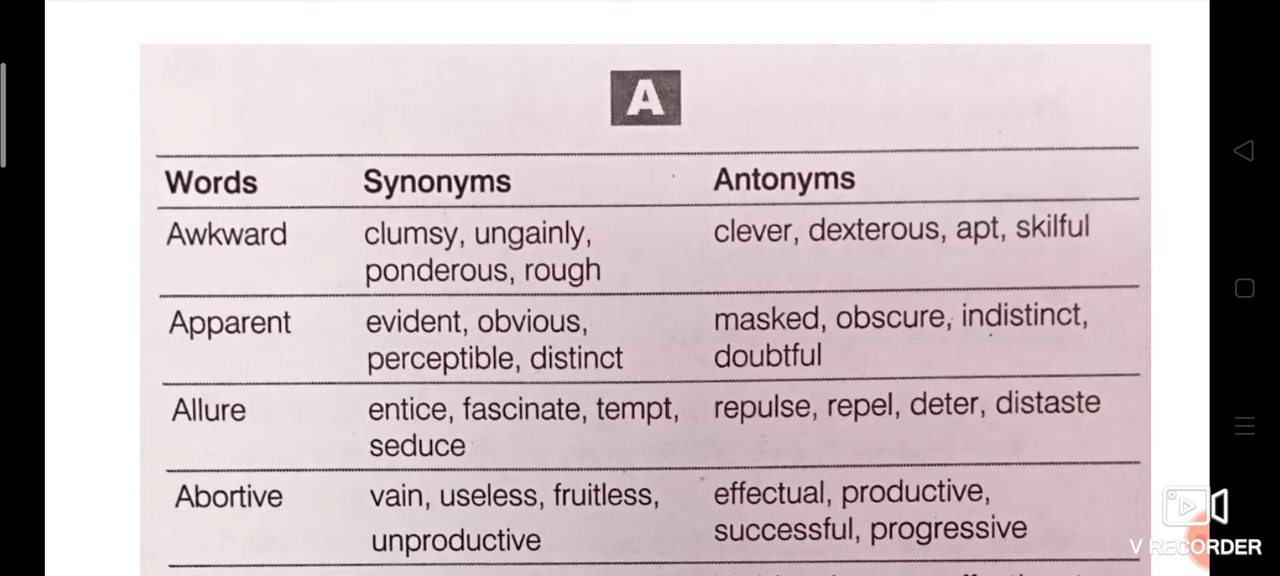 A
Words Synonyms Antonyms
Awkward clumsy, ungainly, clever, dexterous, apt, skilful
ponderous, rough
Apparent evident, obvious, masked, obscure, indistinct,
perceptible, distinct doubtful
Allure entice, fascinate, tempt, repulse, repel, deter, distaste
seduce
Abortive vain, useless, fruitless, effectual, productive,
unproductive successful, progressive
V RECORDER